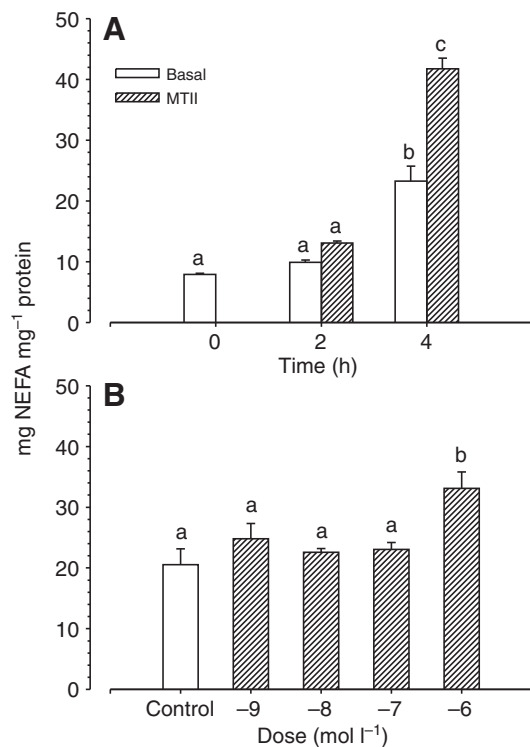 A
50
40
30
20
10
0
Basal
MTII
a
a
a
b
c
0
2
4
Time (h)
mg NEFA mg⁻¹ protein
B
50
40
30
20
10
0
a
a
a
a
b
Control
–9
–8
–7
–6
Dose (mol l⁻¹)